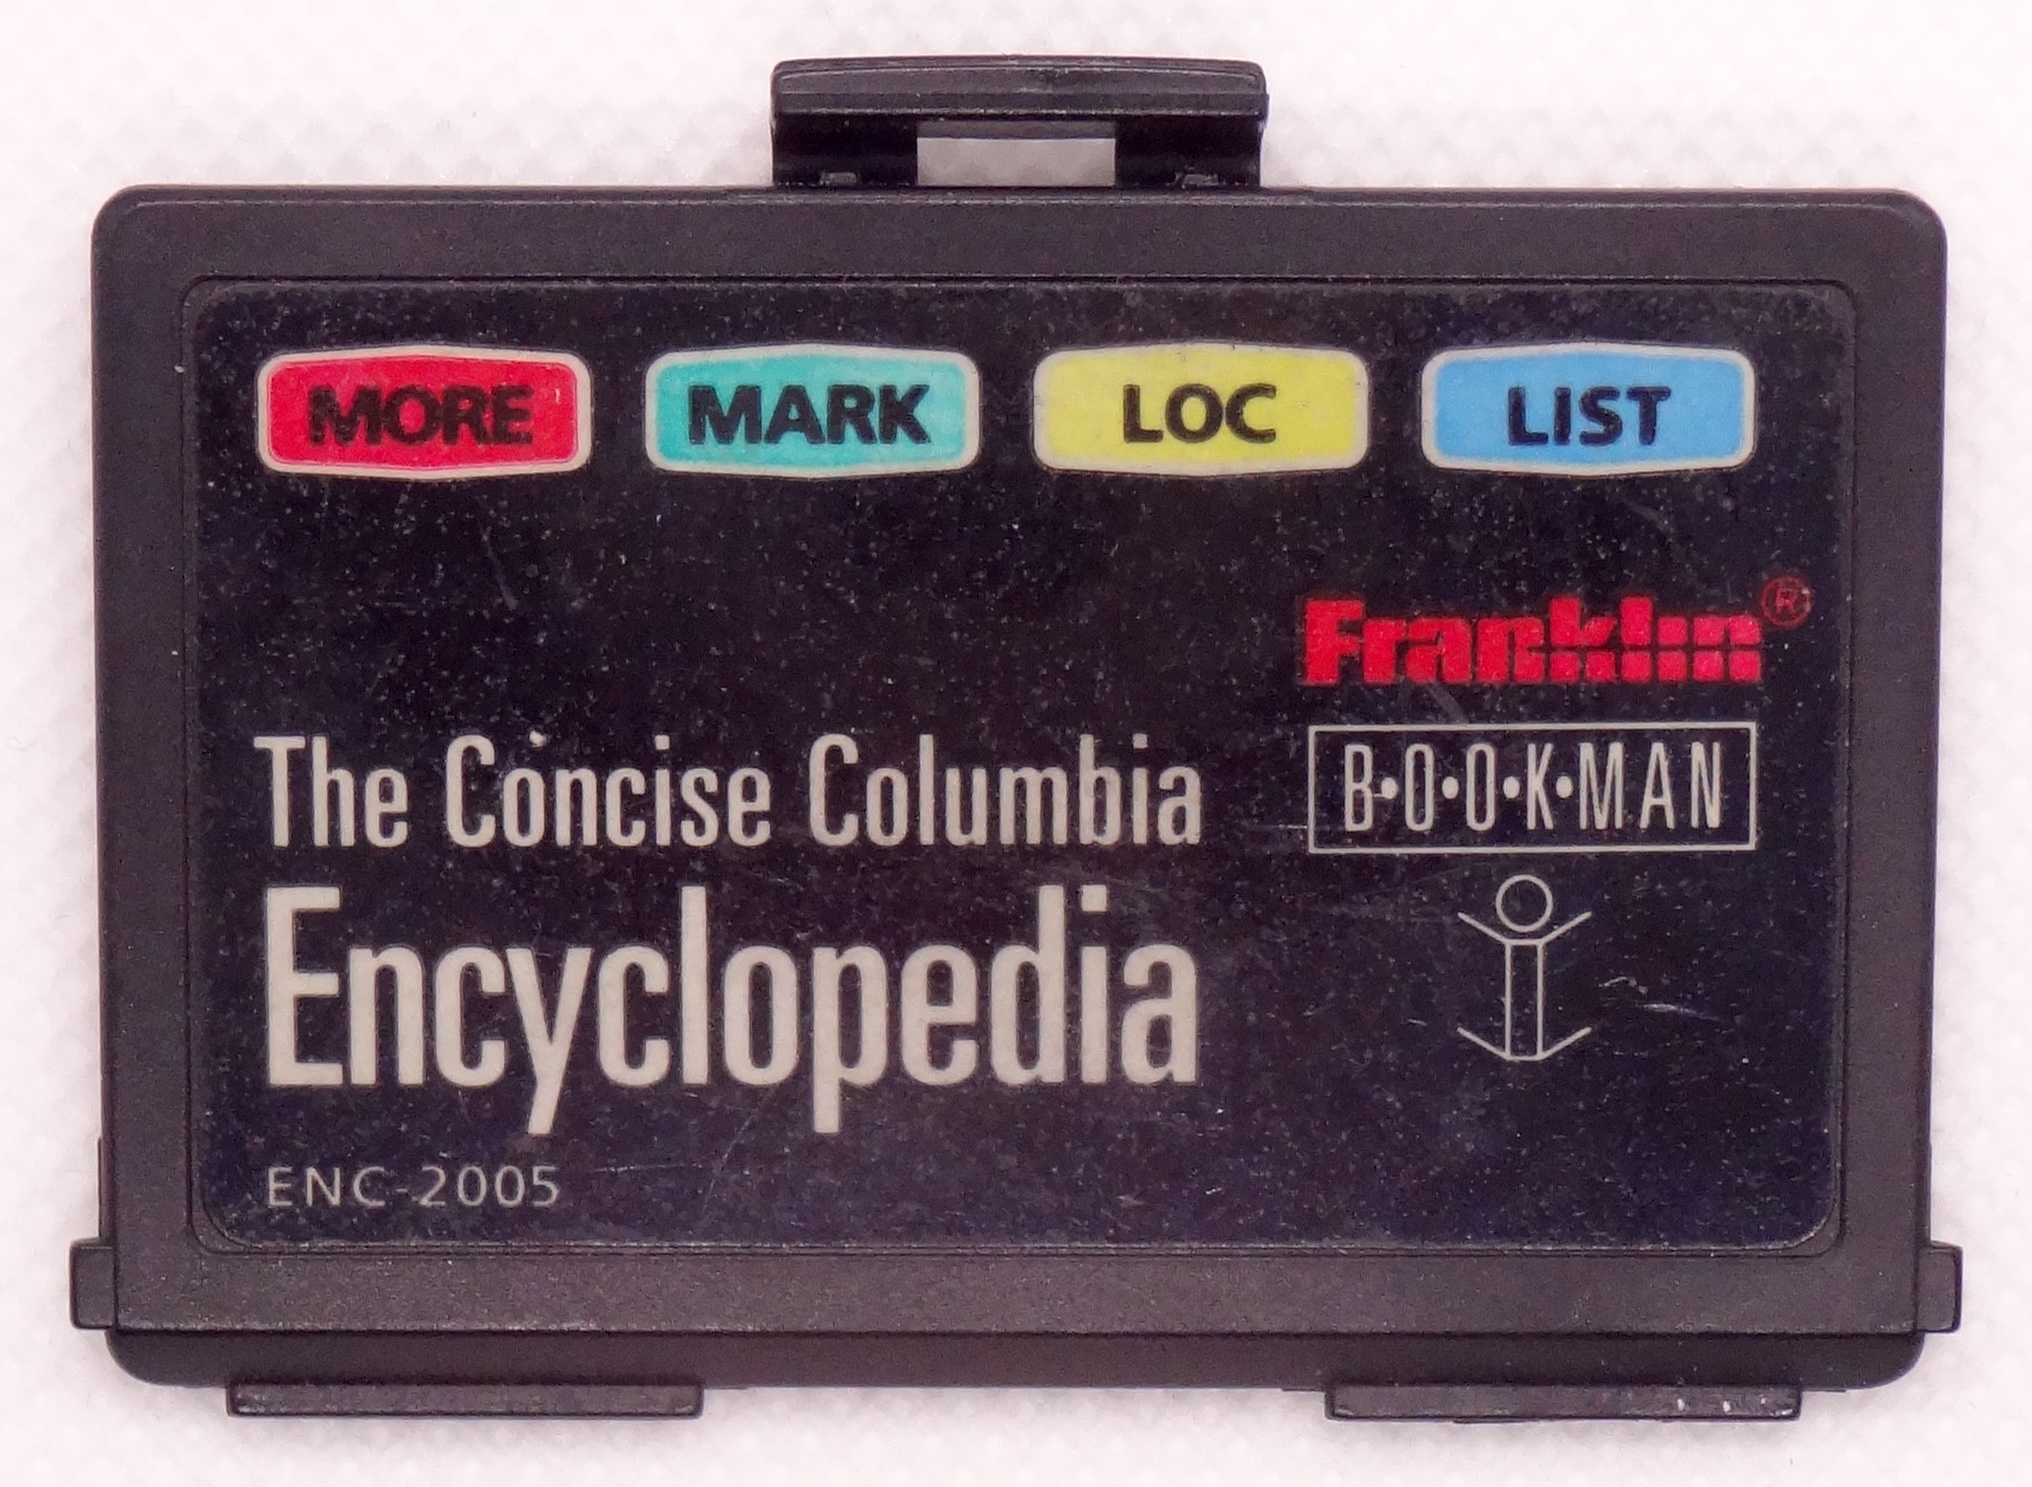 MORE MARK LOC LIST
Franklin®
B•O•O•K•MAN
The Concise Columbia
Encyclopedia
ENC-2005